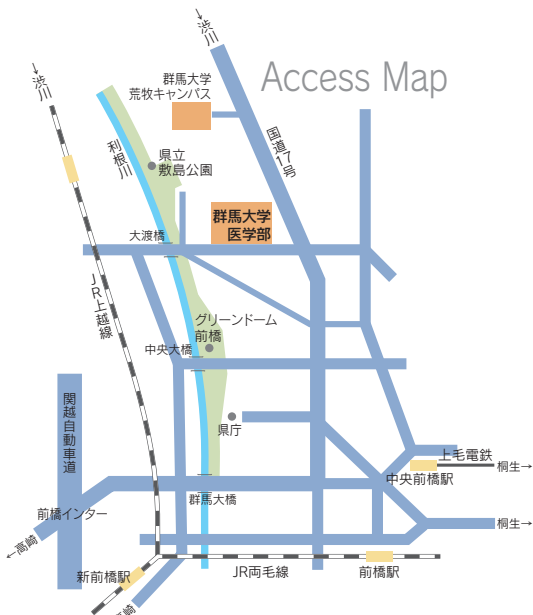 ↓渋川
Access Map
↓渋川
群馬大学
荒牧キャンパス
国道17号
利根川
県立
敷島公園
群馬大学
医学部
大渡橋
JR上越線
グリーンドーム
前橋
中央大橋
関越自動車道
県庁
上毛電鉄
桐生→
中央前橋駅
群馬大橋
前橋インター
桐生→
←高崎
新前橋駅
JR両毛線
前橋駅
高崎